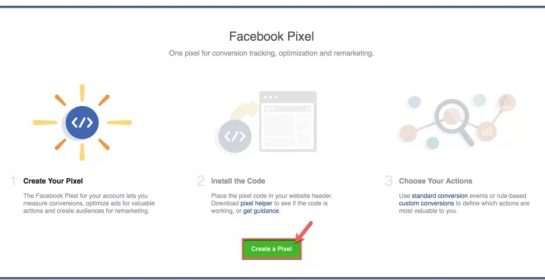 Facebook Pixel
One pixel for conversion tracking, optimization and remarketing.
</>
</>
1 Create Your Pixel
The Facebook Pixel for your account lets you
measure conversions, optimize ads for valuable
actions and create audiences for remarketing.
2 Install the Code
Place the pixel code in your website header.
Download pixel helper to see if the code is
working, or get guidance.
3 Choose Your Actions
Use standard conversion events or rule-based
custom conversions to define which actions are
most valuable to you.
Create a Pixel